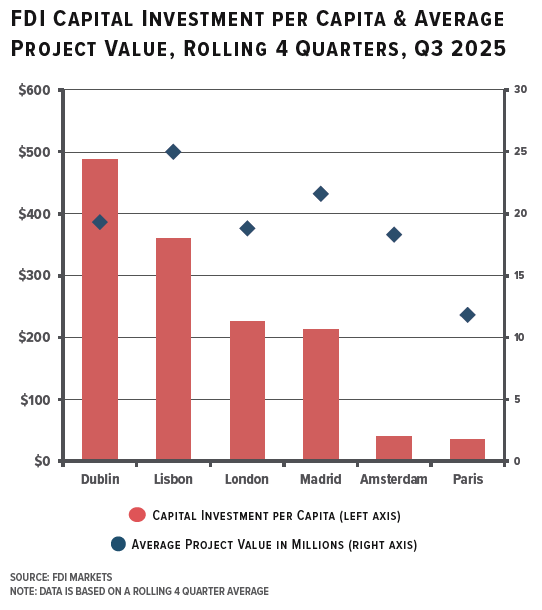 FDI Capital Investment per Capita & Average
Project Value, Rolling 4 Quarters, Q3 2025
$600
$500
$400
$300
$200
$100
$0
30
25
20
15
10
5
0
Dublin Lisbon London Madrid Amsterdam Paris
Capital Investment per Capita (left axis)
Average Project Value in Millions (right axis)
SOURCE: FDI MARKETS
NOTE: DATA IS BASED ON A ROLLING 4 QUARTER AVERAGE